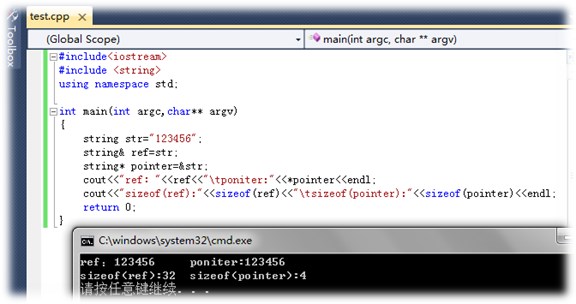 test.cpp
Toolbox
(Global Scope)
main(int argc, char ** argv)
#include<iostream>
#include <string>
using namespace std;
int main(int argc,char** argv)
{
string str="123456";
string& ref=str;
string* pointer=&str;
cout<<"ref："<<ref<<"\tponiter:"<<*pointer<<endl;
cout<<"sizeof(ref):"<<sizeof(ref)<<"\tsizeof(pointer):"<<sizeof(pointer)<<endl;
return 0;
}
C:\windows\system32\cmd.exe
ref：123456 poniter:123456
sizeof(ref):32 sizeof(pointer):4
请按任意键继续. . .